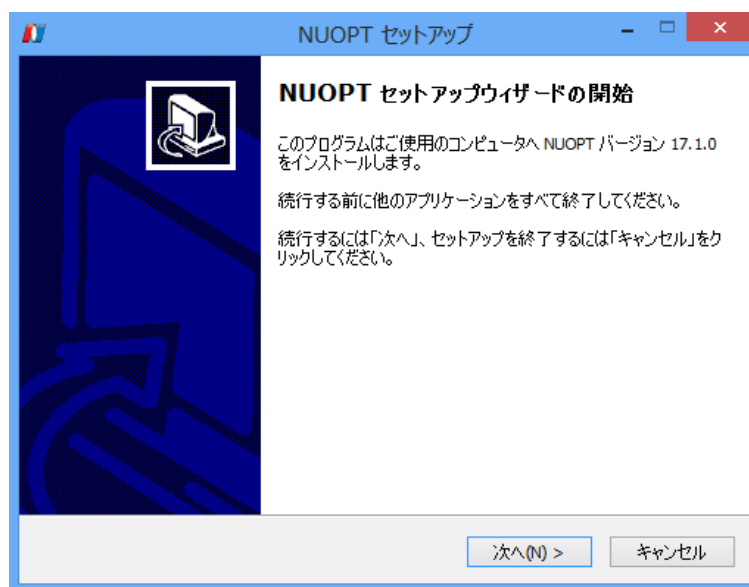 NUOPT セットアップ
NUOPT セットアップウィザードの開始
このプログラムはご使用のコンピュータへ NUOPT バージョン 17.1.0
をインストールします。
続行する前に他のアプリケーションをすべて終了してください。
続行するには「次へ」、セットアップを終了するには「キャンセル」をク
リックしてください。
次へ(N) >
キャンセル